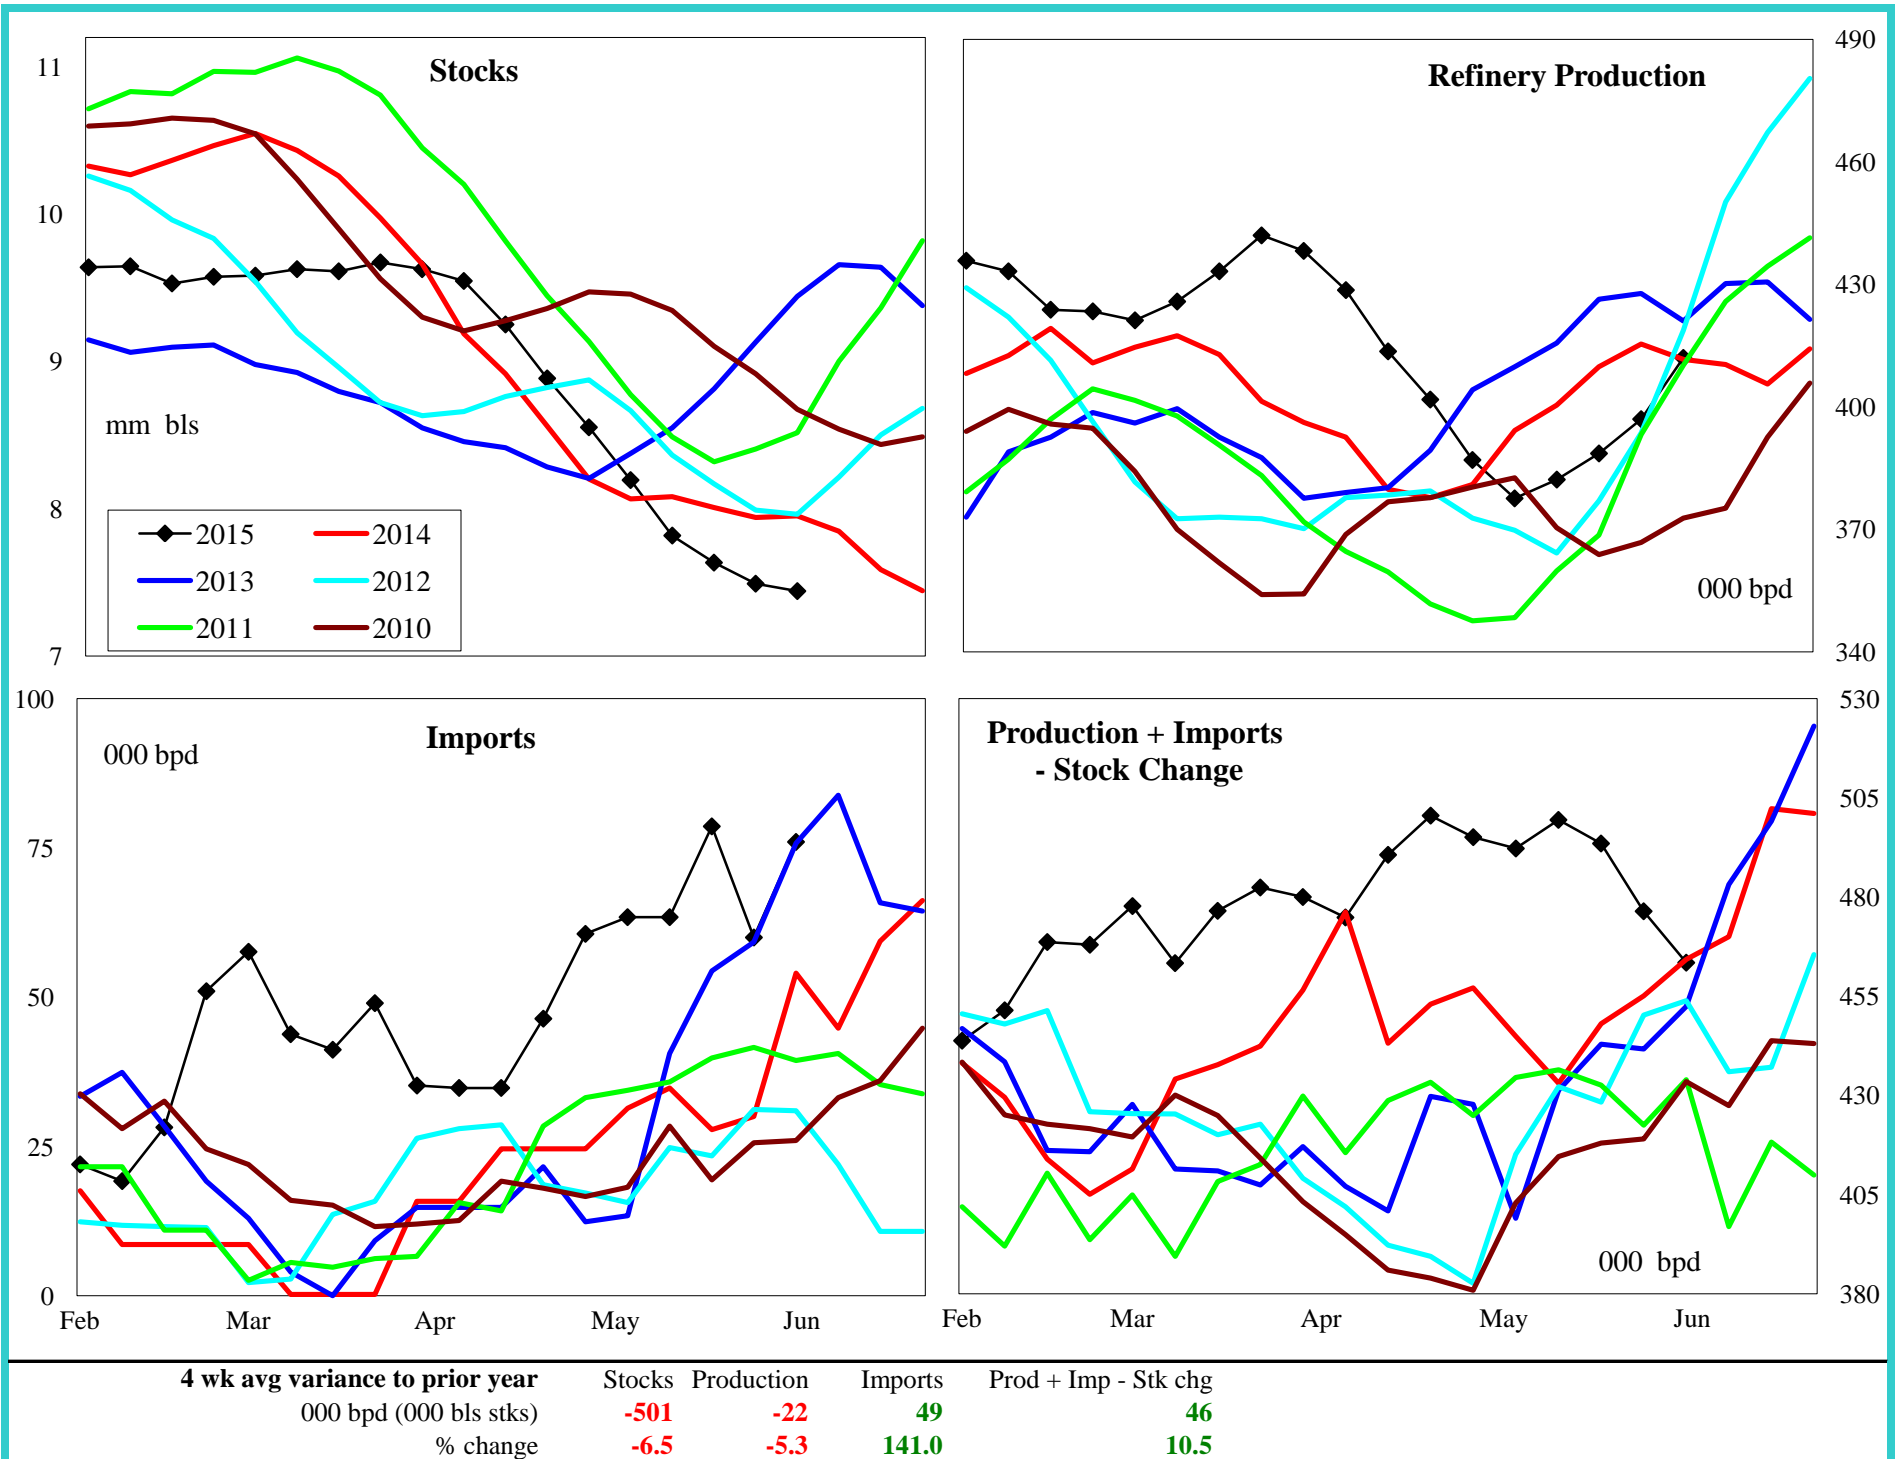 Stocks
11
10
9
8
7
mm bls
2015
2014
2013
2012
2011
2010
Refinery Production
490
460
430
400
370
340
000 bpd
Imports
000 bpd
100
75
50
25
0
Feb Mar Apr May Jun
Production + Imports
- Stock Change
530
505
480
455
430
405
380
000 bpd
Feb Mar Apr May Jun
4 wk avg variance to prior year Stocks Production Imports Prod + Imp - Stk chg
000 bpd (000 bls stks) -501 -22 49 46
% change -6.5 -5.3 141.0 10.5